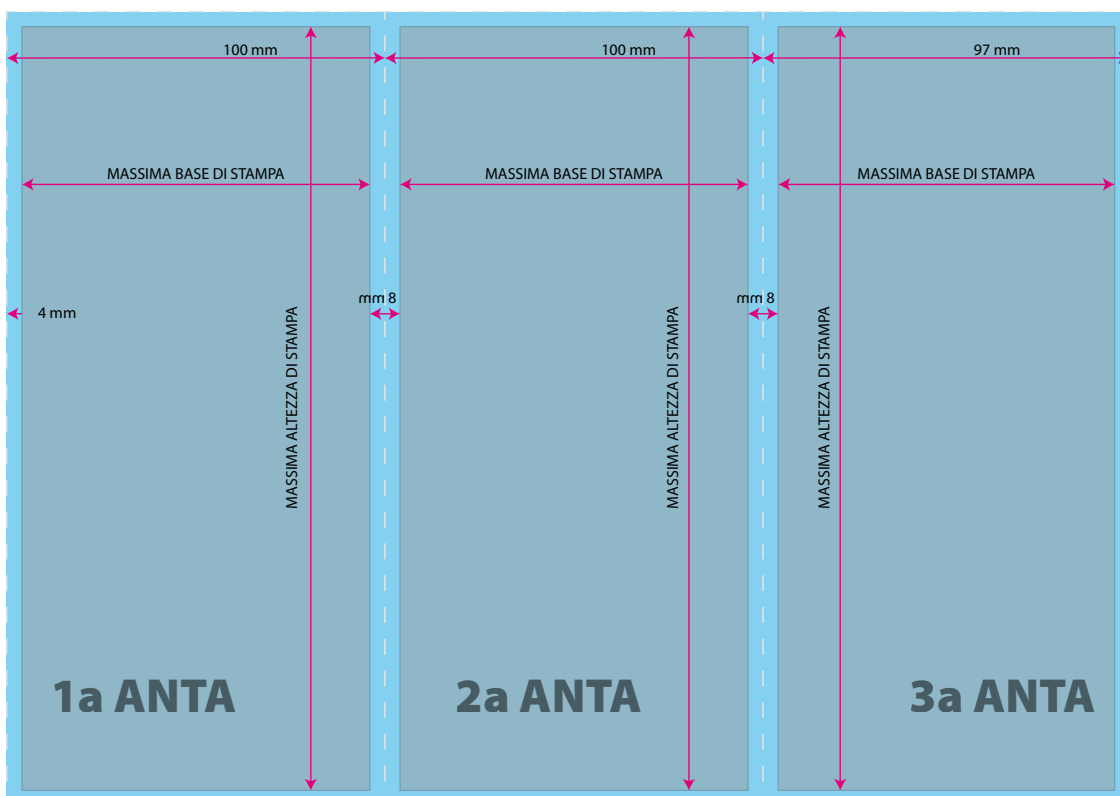 100 mm
100 mm
97 mm
MASSIMA BASE DI STAMPA
MASSIMA BASE DI STAMPA
MASSIMA BASE DI STAMPA
4 mm
mm 8
mm 8
MASSIMA ALTEZZA DI STAMPA
MASSIMA ALTEZZA DI STAMPA
MASSIMA ALTEZZA DI STAMPA
1a ANTA
2a ANTA
3a ANTA